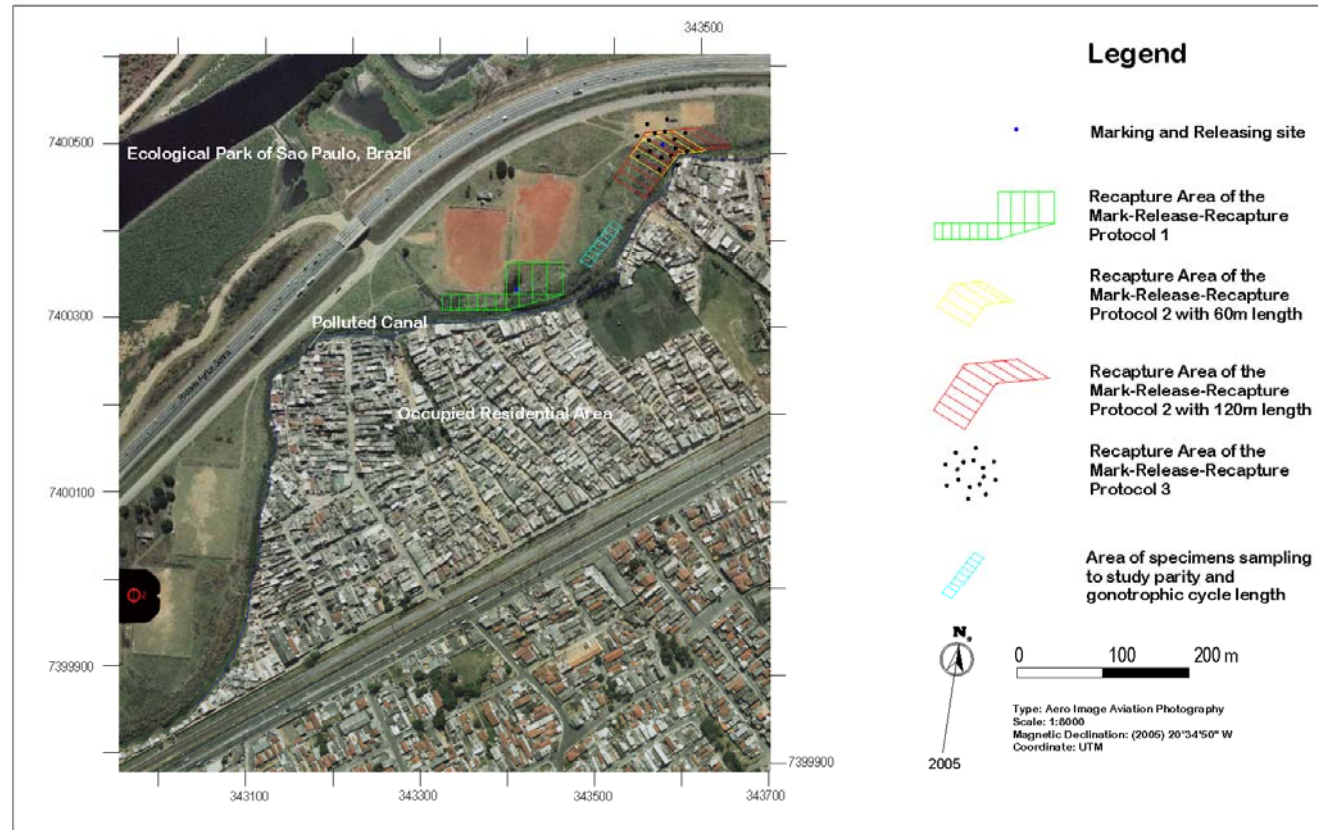 343500
7400500
7400300
7400100
7399900
Ecological Park of Sao Paulo, Brazil
Polluted Canal
Occupied Residential Area
7399900
343100
343300
343500
343700
Legend
Marking and Releasing site
Recapture Area of the
Mark-Release-Recapture
Protocol 1
Recapture Area of the
Mark-Release-Recapture
Protocol 2 with 60m length
Recapture Area of the
Mark-Release-Recapture
Protocol 2 with 120m length
Recapture Area of the
Mark-Release-Recapture
Protocol 3
Area of specimens sampling
to study parity and
gonotrophic cycle length
N
0 100 200 m
2005
Type: Aero Image Aviation Photography
Scale: 1:8000
Magnetic Declination: (2005) 20°34'50" W
Coordinate: UTM